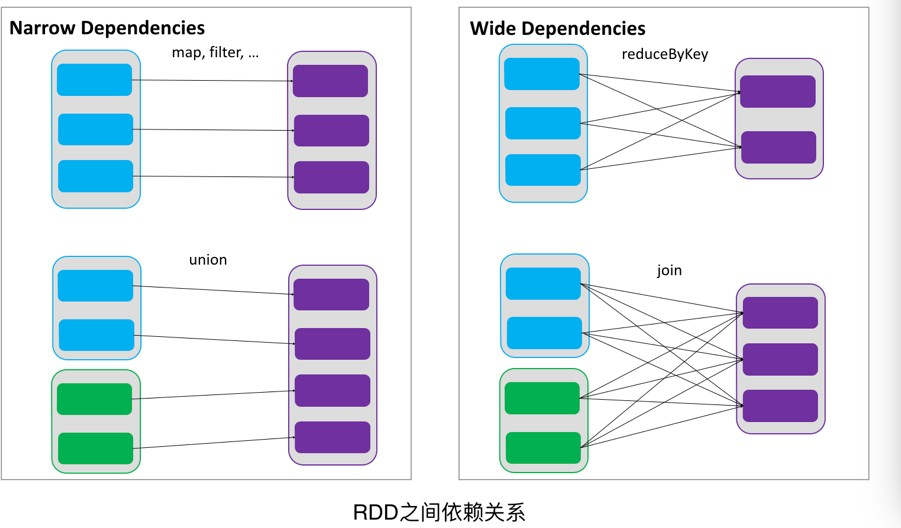 Narrow Dependencies
map, filter, ...
union
Wide Dependencies
reduceByKey
join
RDD之间依赖关系